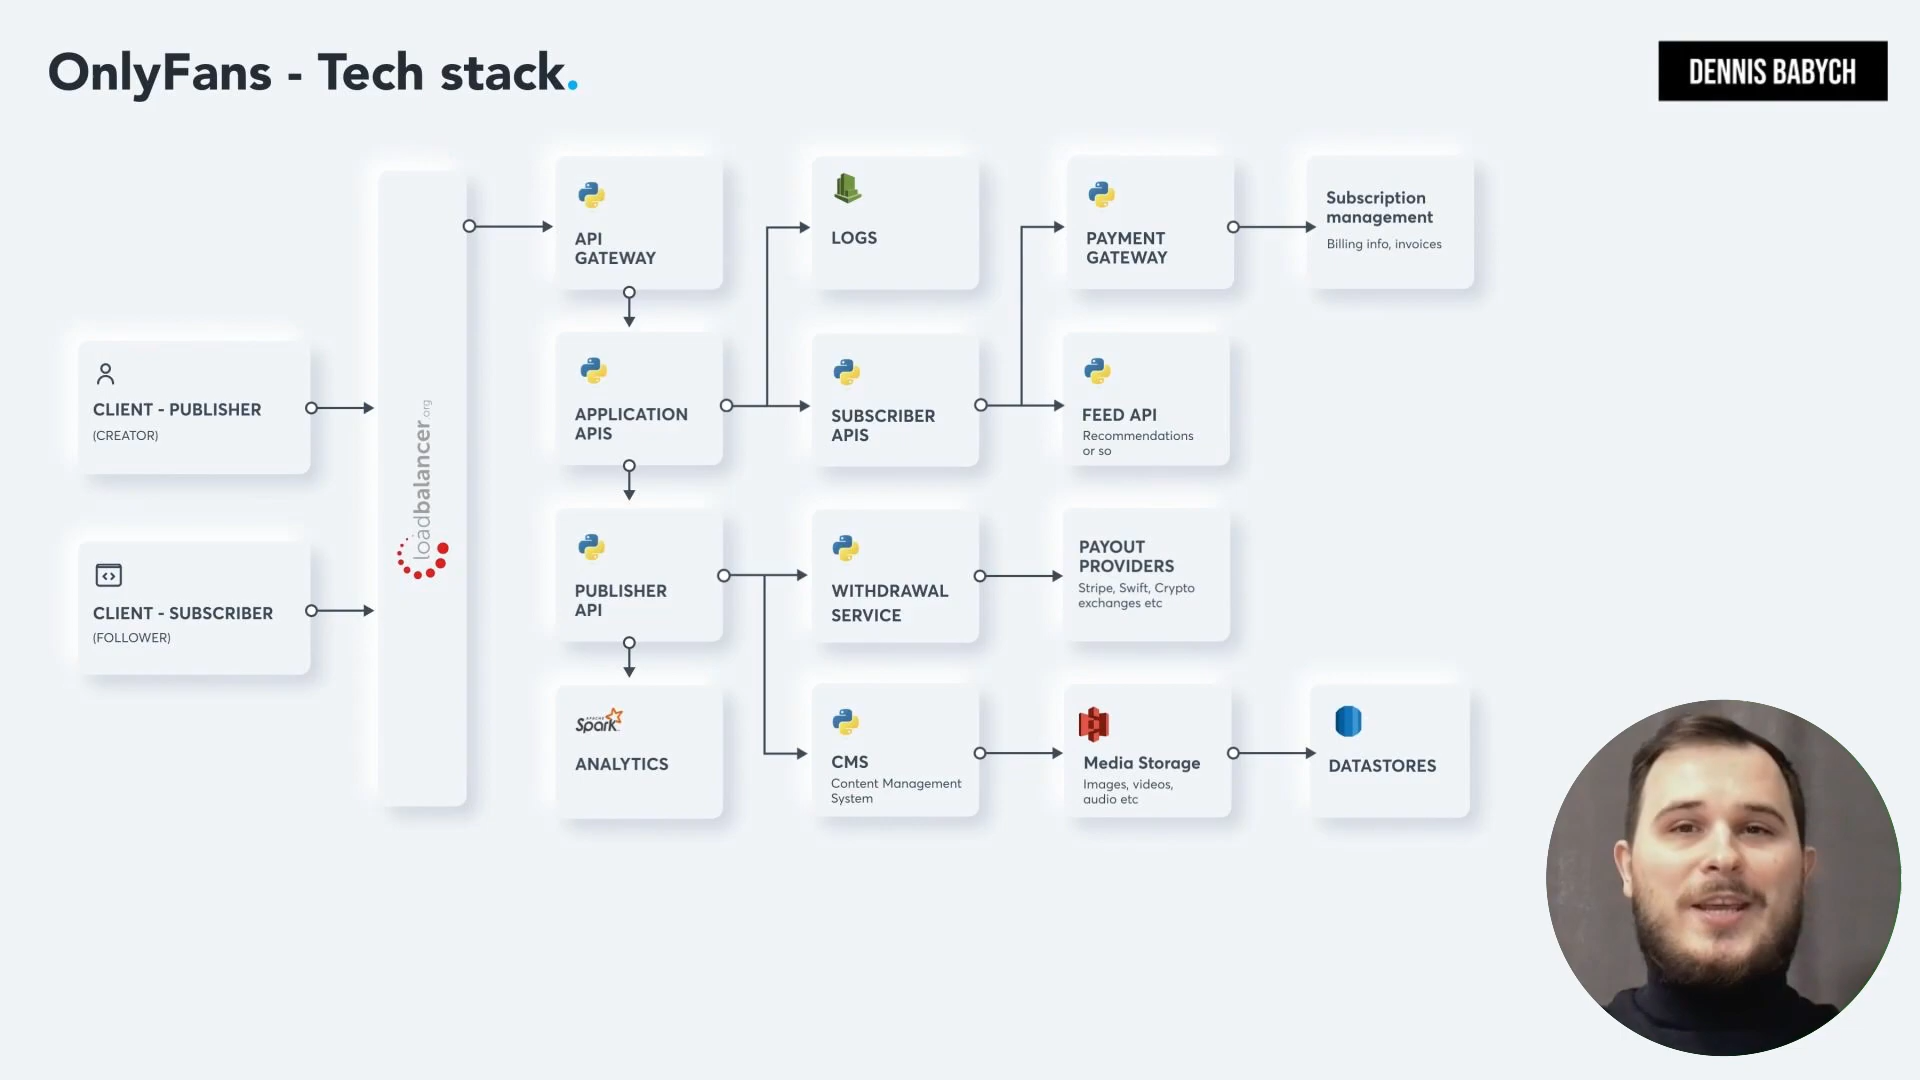 OnlyFans - Tech stack.
DENNIS BABYCH
CLIENT - PUBLISHER
(CREATOR)
CLIENT - SUBSCRIBER
(FOLLOWER)
loadbalancer.org
API
GATEWAY
LOGS
PAYMENT
GATEWAY
Subscription
management
Billing info, invoices
APPLICATION
APIS
SUBSCRIBER
APIS
FEED API
Recommendations
or so
PUBLISHER
API
WITHDRAWAL
SERVICE
PAYOUT
PROVIDERS
Stripe, Swift, Crypto
exchanges etc
APACHE
Spark
ANALYTICS
CMS
Content Management
System
Media Storage
Images, videos,
audio etc
DATASTORES